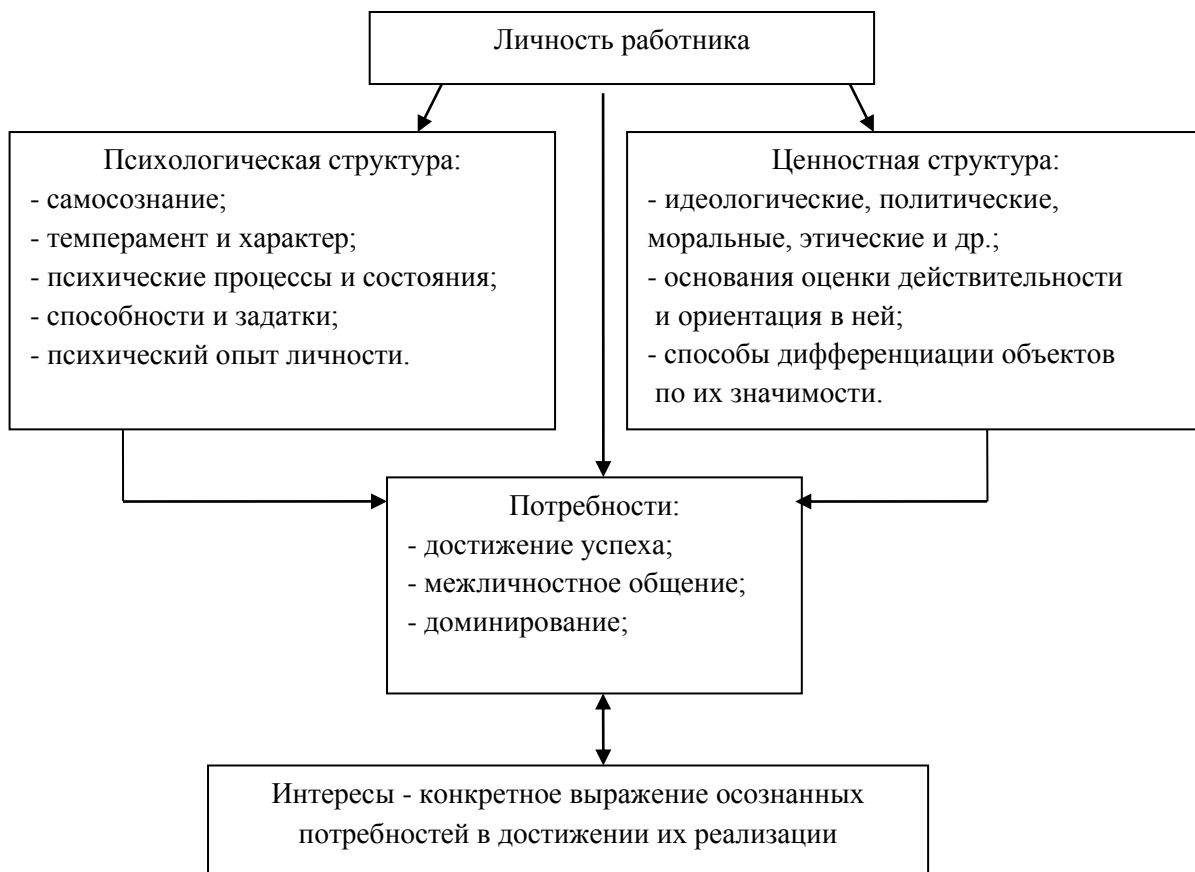 Личность работника
Психологическая структура:
- самосознание;
- темперамент и характер;
- психические процессы и состояния;
- способности и задатки;
- психический опыт личности.
Ценностная структура:
- идеологические, политические,
моральные, этические и др.;
- основания оценки действительности
и ориентация в ней;
- способы дифференциации объектов
по их значимости.
Потребности:
- достижение успеха;
- межличностное общение;
- доминирование;
Интересы - конкретное выражение осознанных
потребностей в достижении их реализации